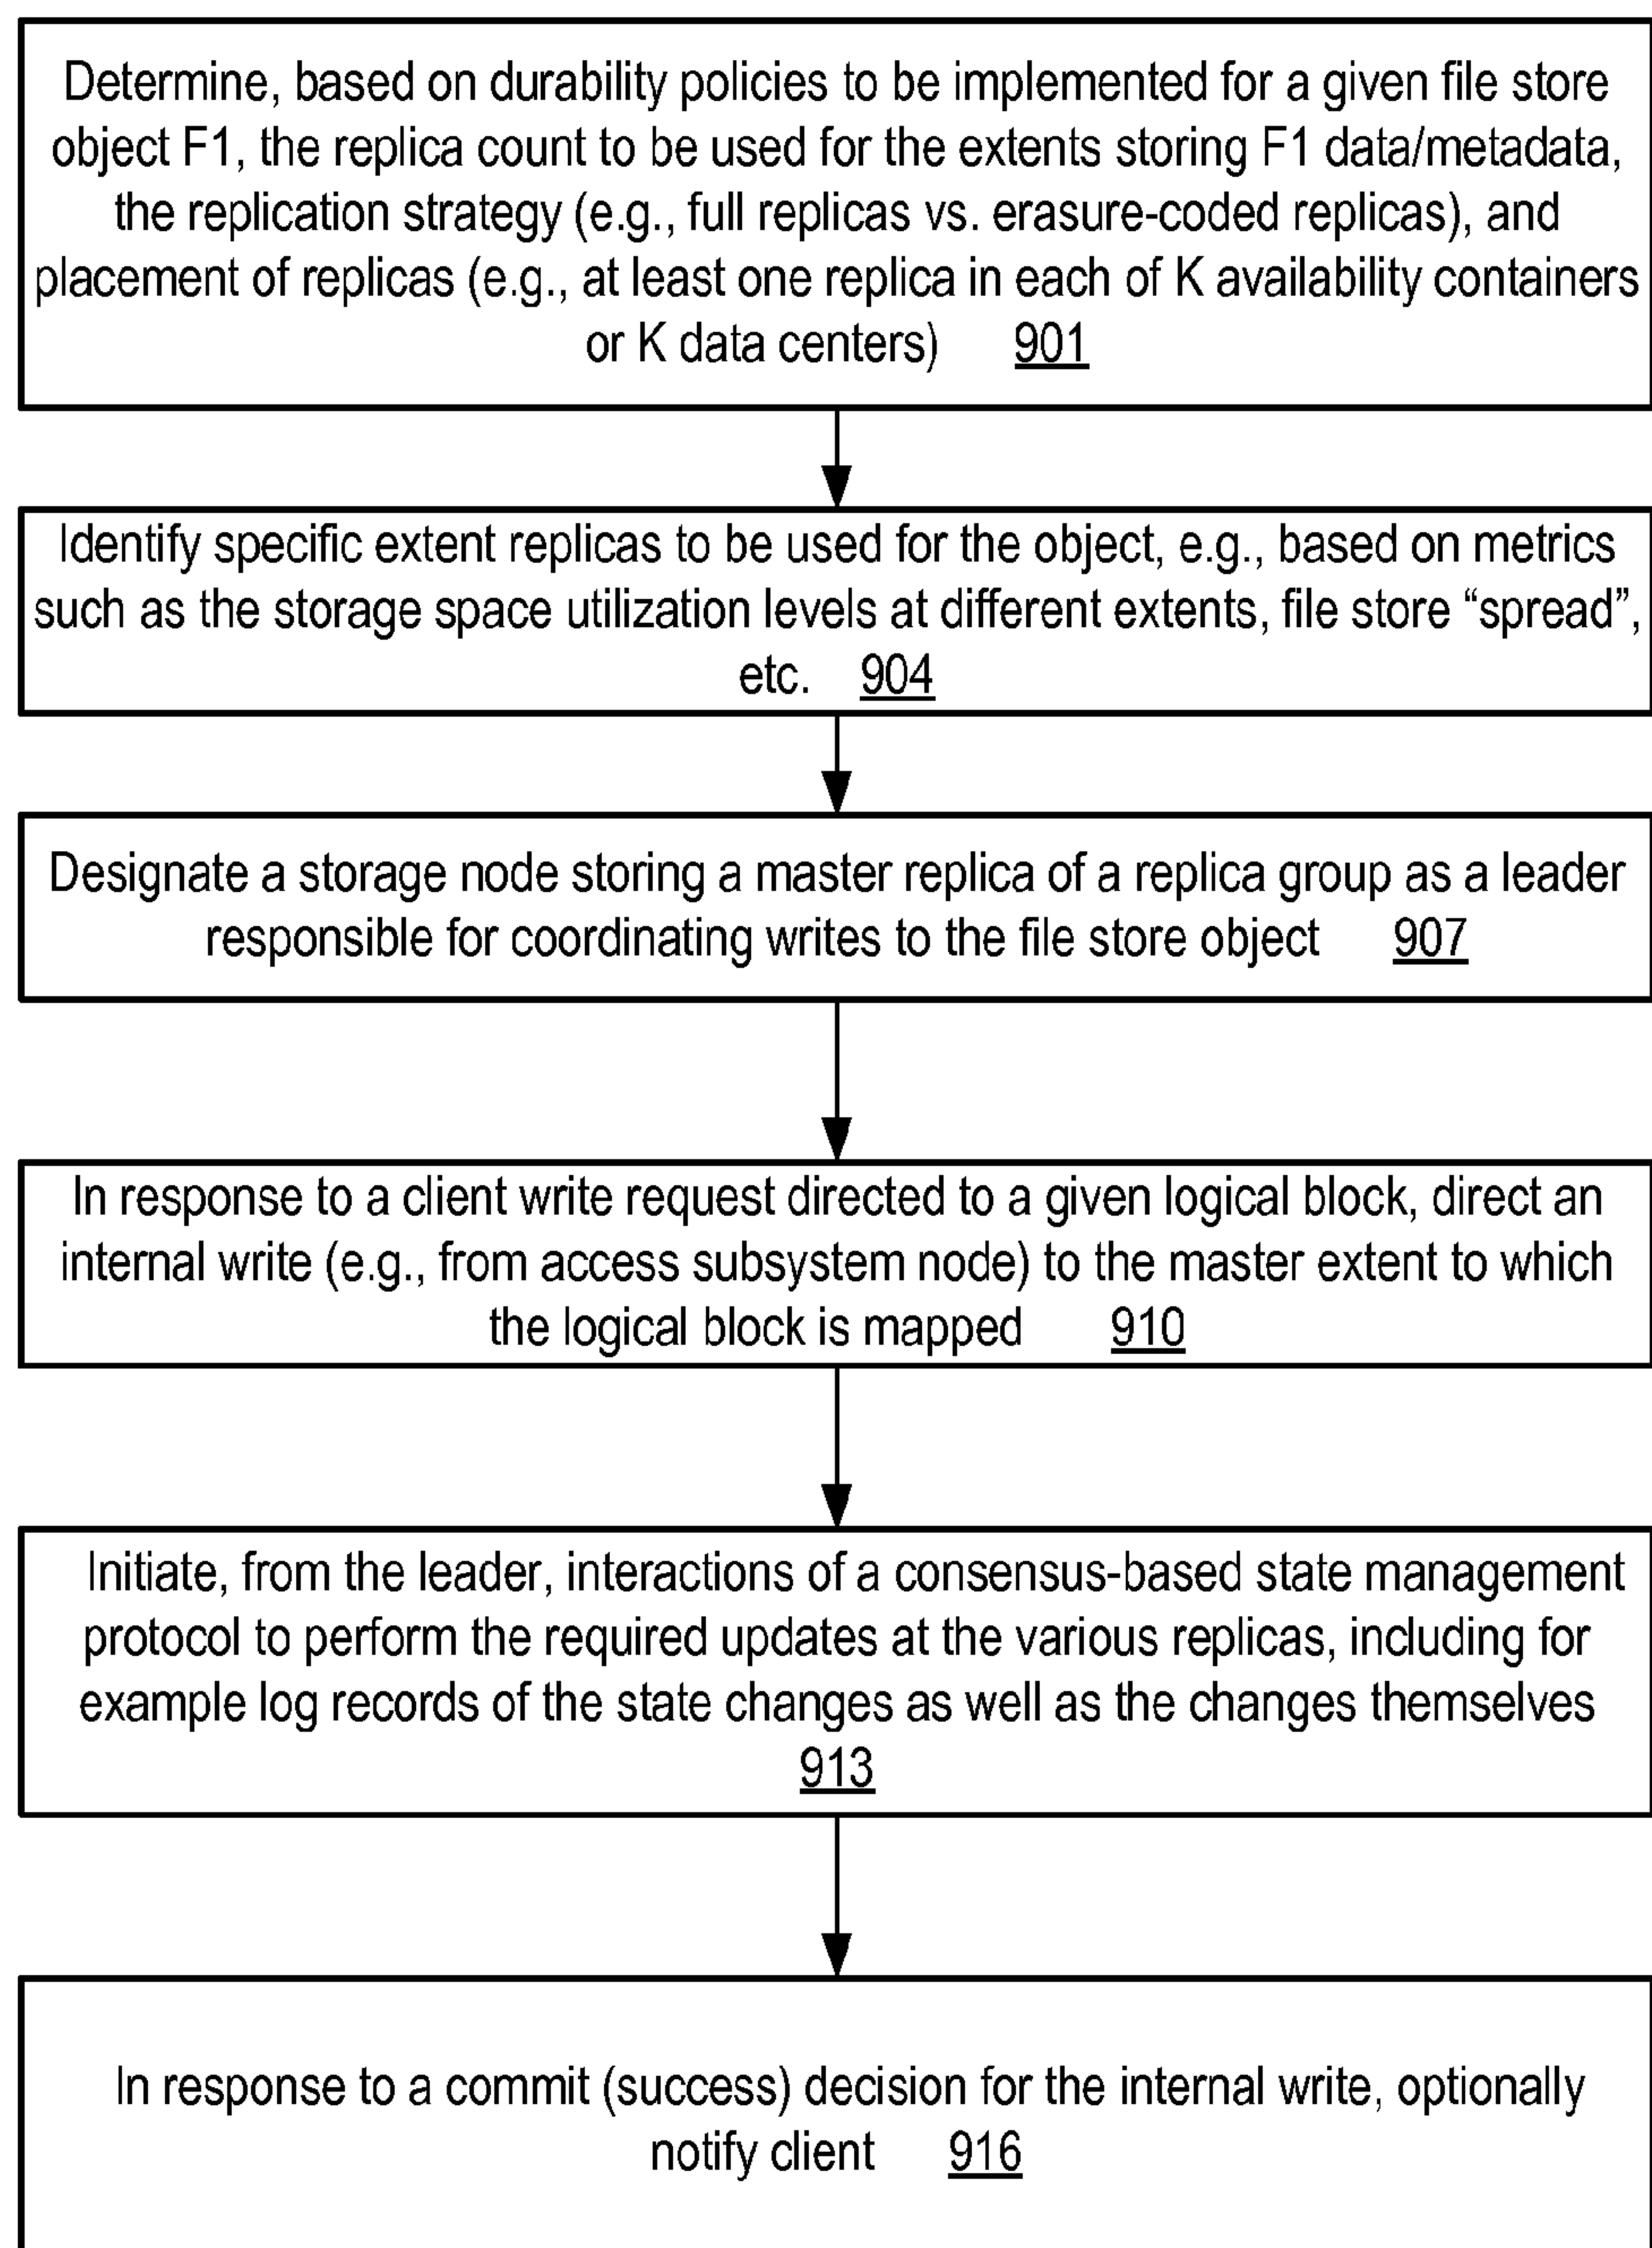 Determine, based on durability policies to be implemented for a given file store
object F1, the replica count to be used for the extents storing F1 data/metadata,
the replication strategy (e.g., full replicas vs. erasure-coded replicas), and
placement of replicas (e.g., at least one replica in each of K availability containers
or K data centers) 901
Identify specific extent replicas to be used for the object, e.g., based on metrics
such as the storage space utilization levels at different extents, file store “spread”,
etc. 904
Designate a storage node storing a master replica of a replica group as a leader
responsible for coordinating writes to the file store object 907
In response to a client write request directed to a given logical block, direct an
internal write (e.g., from access subsystem node) to the master extent to which
the logical block is mapped 910
Initiate, from the leader, interactions of a consensus-based state management
protocol to perform the required updates at the various replicas, including for
example log records of the state changes as well as the changes themselves
913
In response to a commit (success) decision for the internal write, optionally
notify client 916